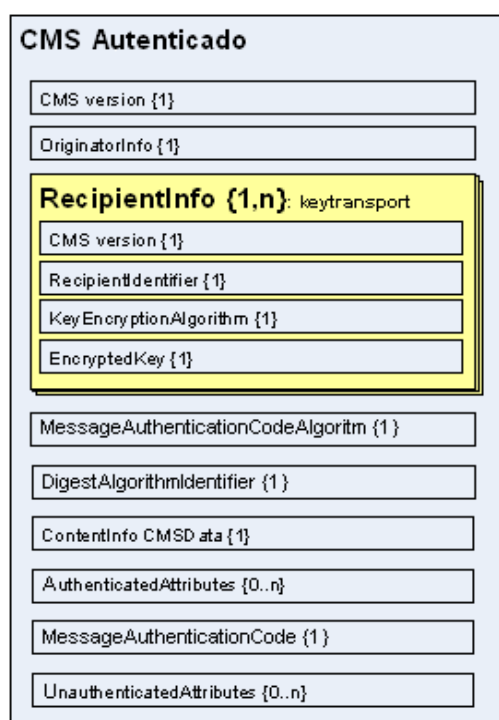 CMS Autenticado
CMS version {1}
OriginatorInfo {1}
RecipientInfo {1,n}: keytransport
CMS version {1}
RecipientIdentifier {1}
KeyEncryptionAlgorithm {1}
EncryptedKey {1}
MessageAuthenticationCodeAlgoritm {1}
DigestAlgorithmIdentifier {1}
ContentInfo CMSData {1}
AuthenticatedAttributes {0..n}
MessageAuthenticationCode {1}
UnauthenticatedAttributes {0..n}